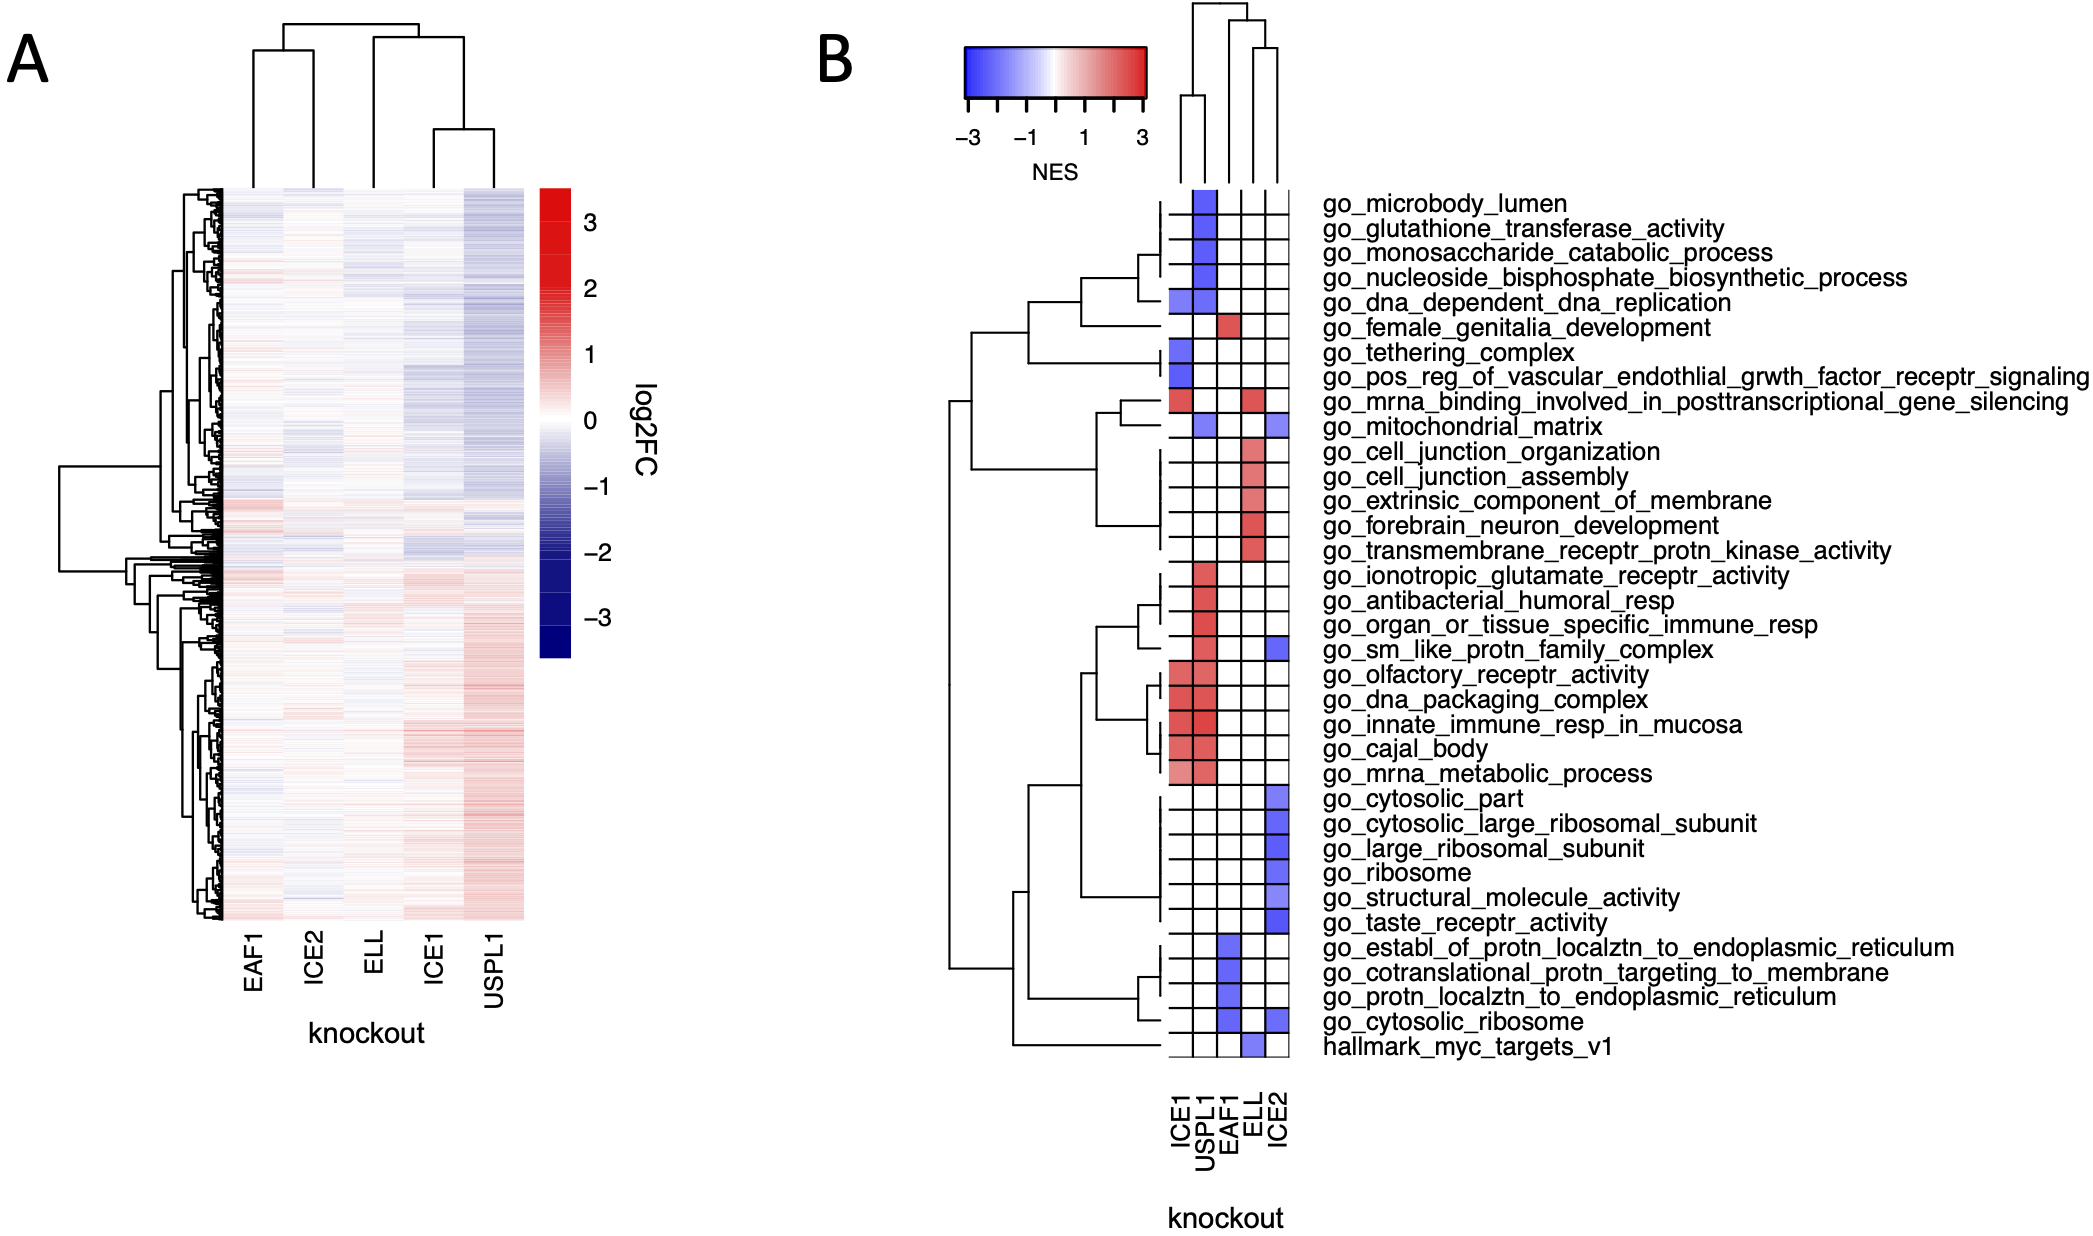 A
3
2
1
0
−1
−2
−3
log2FC
EAF1
ICE2
ELL
ICE1
USPL1
knockout
B
−3
−1
1
3
NES
go_microbody_lumen
go_glutathione_transferase_activity
go_monosaccharide_catabolic_process
go_nucleoside_bisphosphate_biosynthetic_process
go_dna_dependent_dna_replication
go_female_genitalia_development
go_tethering_complex
go_pos_reg_of_vascular_endothlial_grwth_factor_receptr_signaling
go_mrna_binding_involved_in_posttranscriptional_gene_silencing
go_mitochondrial_matrix
go_cell_junction_organization
go_cell_junction_assembly
go_extrinsic_component_of_membrane
go_forebrain_neuron_development
go_transmembrane_receptr_protn_kinase_activity
go_ionotropic_glutamate_receptr_activity
go_antibacterial_humoral_resp
go_organ_or_tissue_specific_immune_resp
go_sm_like_protn_family_complex
go_olfactory_receptr_activity
go_dna_packaging_complex
go_innate_immune_resp_in_mucosa
go_cajal_body
go_mrna_metabolic_process
go_cytosolic_part
go_cytosolic_large_ribosomal_subunit
go_large_ribosomal_subunit
go_ribosome
go_structural_molecule_activity
go_taste_receptr_activity
go_establ_of_protn_localztn_to_endoplasmic_reticulum
go_cotranslational_protn_targeting_to_membrane
go_protn_localztn_to_endoplasmic_reticulum
go_cytosolic_ribosome
hallmark_myc_targets_v1
ICE1
USPL1
EAF1
ELL
ICE2
knockout